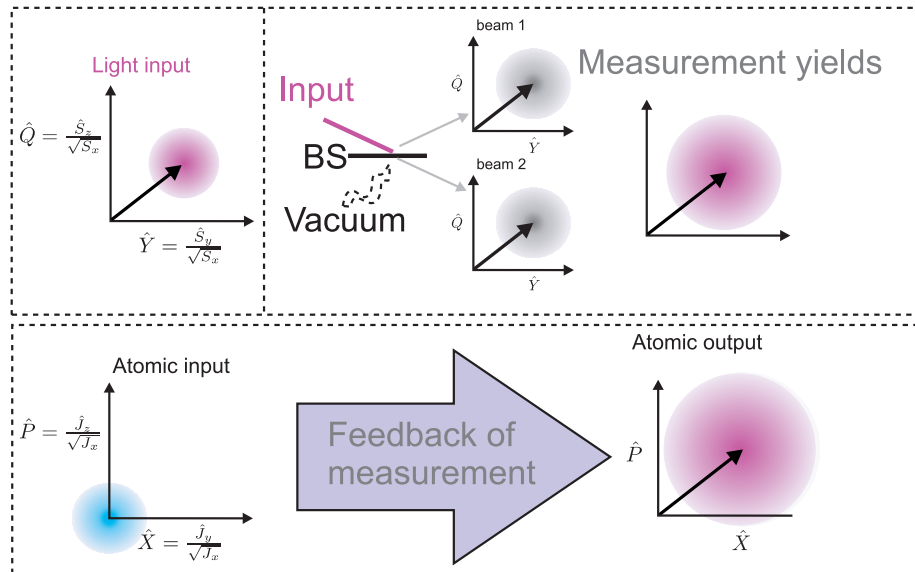 Light input
Q̂ = Ŝ_z/√S_x
Ŷ = Ŝ_y/√S_x
Input
BS
Vacuum
beam 1
Q̂
Ŷ
beam 2
Q̂
Ŷ
Measurement yields
Atomic input
P̂ = Ĵ_z/√J_x
X̂ = Ĵ_y/√J_x
Feedback of
measurement
Atomic output
P̂
X̂